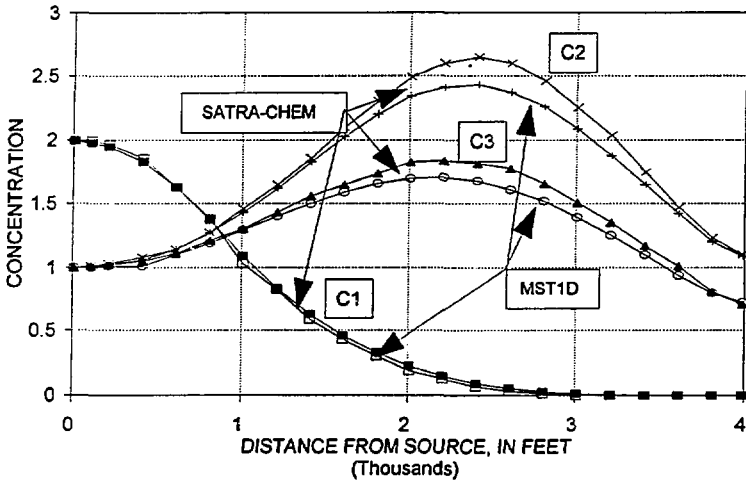 3
2.5
2
1.5
1
0.5
0
CONCENTRATION
SATRA-CHEM
C2
C3
C1
MST1D
0 1 2 3 4
DISTANCE FROM SOURCE, IN FEET
(Thousands)